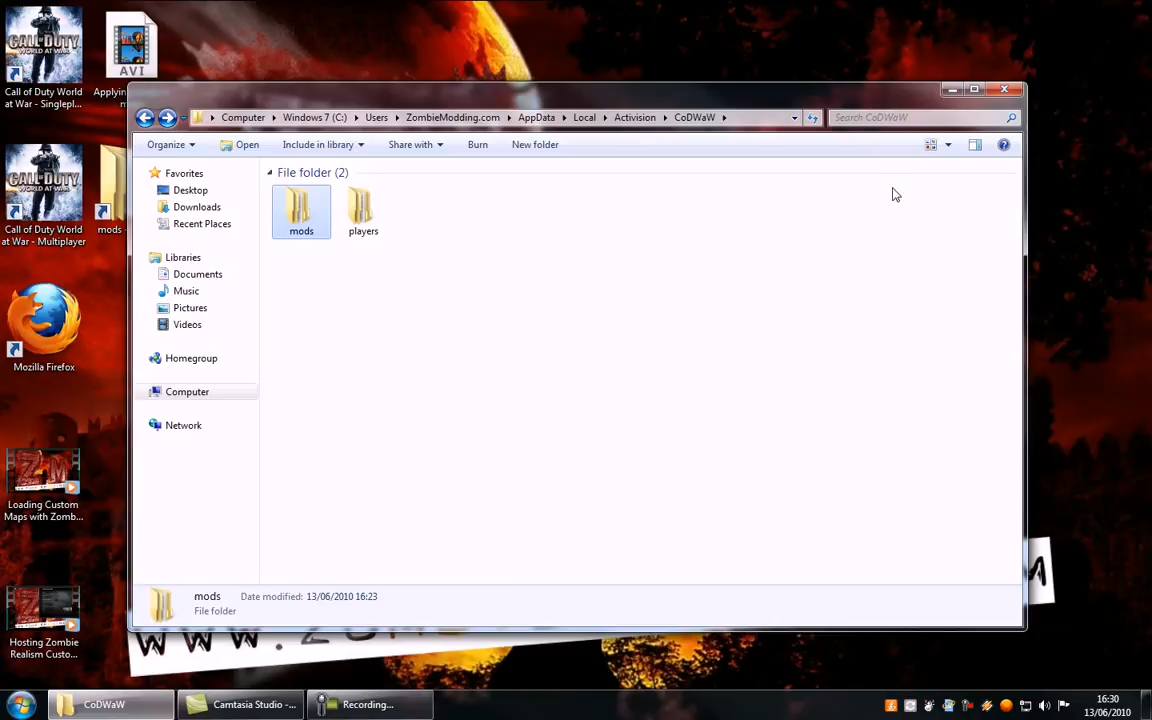 Call of Duty World
at War - Singlepl...
AVI
Applyin
Call of Duty World
at War - Multiplayer
mods -
Mozilla Firefox
Loading Custom
Maps with Zomb...
Hosting Zombie
Realism Custo...
Computer
Windows 7 (C:)
Users
ZombieModding.com
AppData
Local
Activision
CoDWaW
Search CoDWaW
Organize
Open
Include in library
Share with
Burn
New folder
Favorites
Desktop
Downloads
Recent Places
Libraries
Documents
Music
Pictures
Videos
Homegroup
Computer
Network
File folder (2)
mods
players
mods
Date modified: 13/06/2010 16:23
File folder
CoDWaW
Camtasia Studio -...
Recording...
16:30
13/06/2010